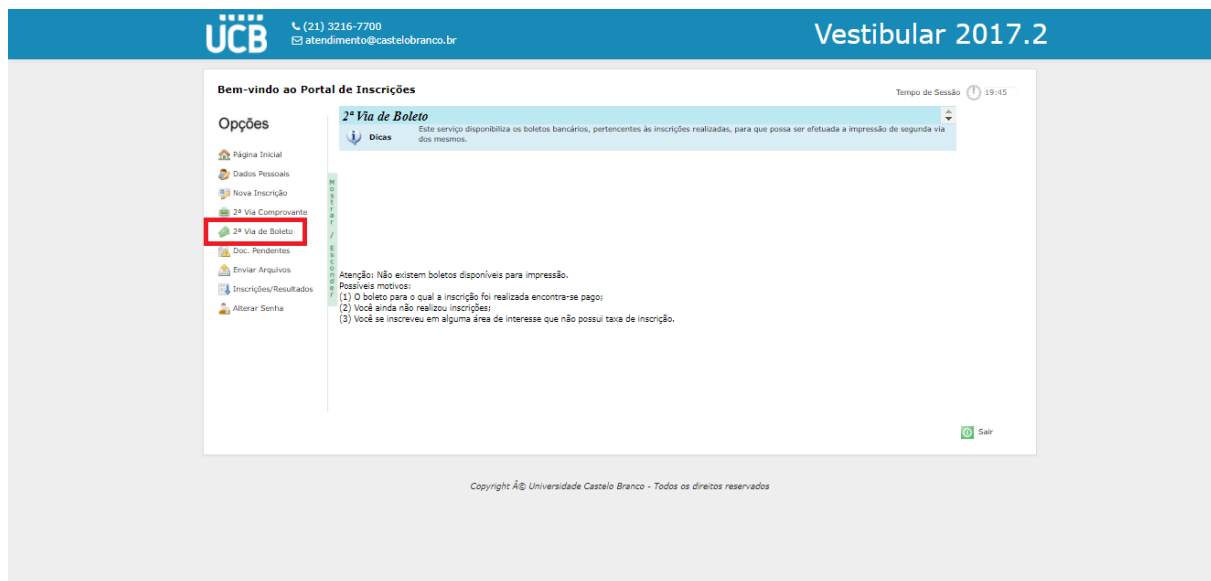 UCB
(21) 3216-7700
atendimento@castelobranco.br
Vestibular 2017.2
Bem-vindo ao Portal de Inscrições
Tempo de Sessão 19:45
Opções
Página Inicial
Dados Pessoais
Nova Inscrição
2ª Via Comprovante
2ª Via de Boleto
Doc. Pendentes
Enviar Arquivos
Inscrições/Resultados
Alterar Senha
Mostrar / Esconder
2ª Via de Boleto
Dicas
Este serviço disponibiliza os boletos bancários, pertencentes às inscrições realizadas, para que possa ser efetuada a impressão de segunda via
dos mesmos.
Atenção: Não existem boletos disponíveis para impressão.
Possíveis motivos:
(1) O boleto para o qual a inscrição foi realizada encontra-se pago;
(2) Você ainda não realizou inscrições;
(3) Você se inscreveu em alguma área de interesse que não possui taxa de inscrição.
Sair
Copyright Â© Universidade Castelo Branco - Todos os direitos reservados